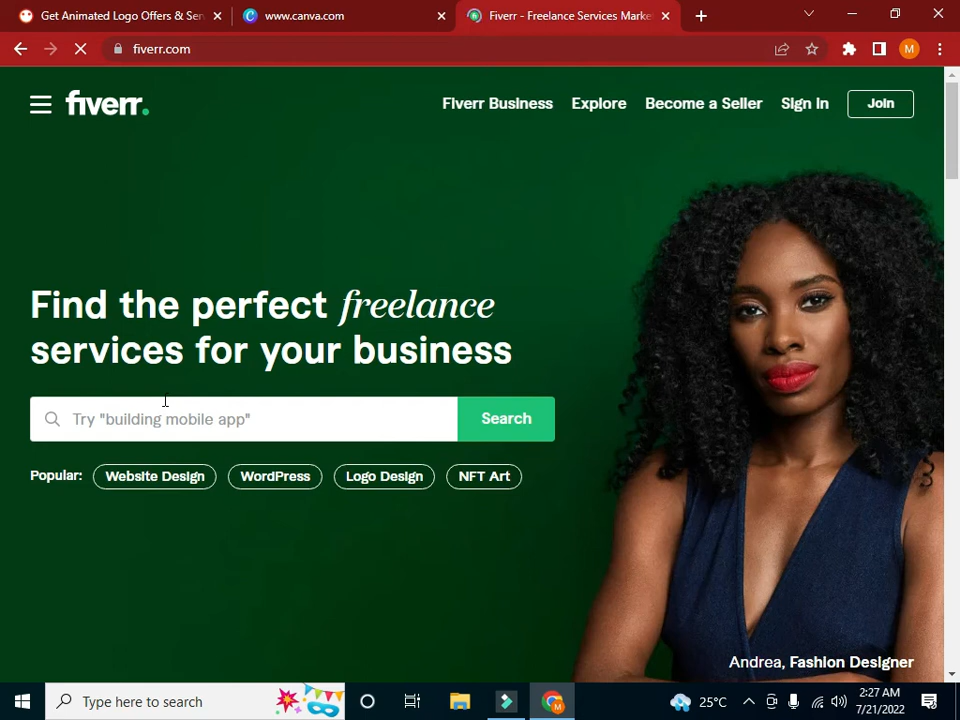 Get Animated Logo Offers & Ser
www.canva.com
Fiverr - Freelance Services Marke
fiverr.com
M
fiverr.
Fiverr Business
Explore
Become a Seller
Sign In
Join
Find the perfect freelance
services for your business
Try "building mobile app"
Search
Popular:
Website Design
WordPress
Logo Design
NFT Art
Andrea, Fashion Designer
Type here to search
25°C
2:27 AM
7/21/2022